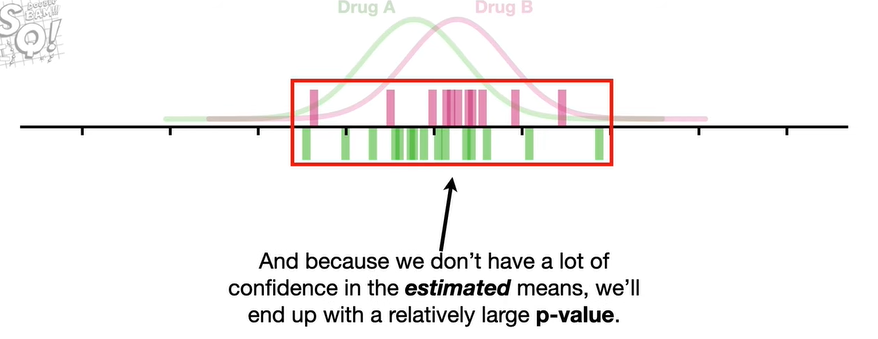 SQ!
Drug A Drug B
And because we don’t have a lot of
confidence in the estimated means, we’ll
end up with a relatively large p-value.